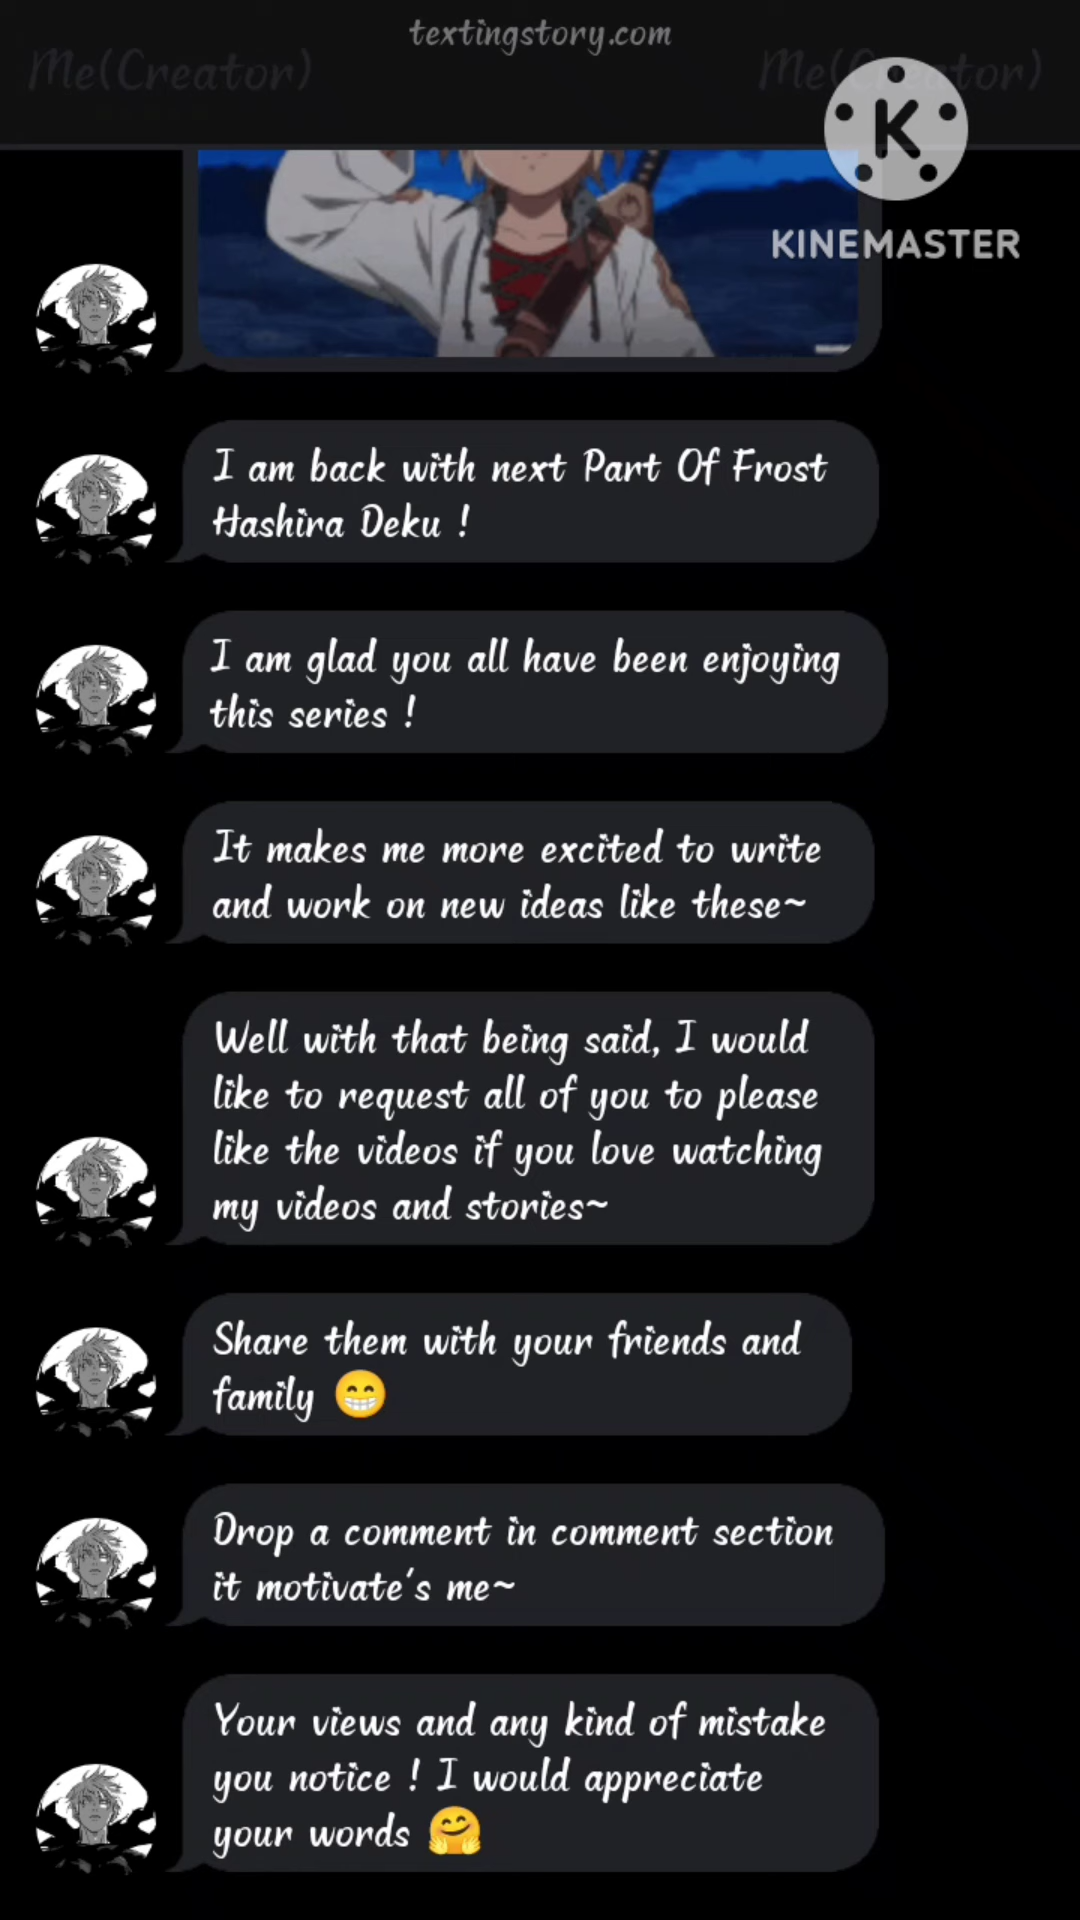 textingstory.com
Me(Creator)
Me(Creator)
K
KINEMASTER
I am back with next Part Of Frost
Hashira Deku !
I am glad you all have been enjoying
this series !
It makes me more excited to write
and work on new ideas like these~
Well with that being said, I would
like to request all of you to please
like the videos if you love watching
my videos and stories~
Share them with your friends and
family 😁
Drop a comment in comment section
it motivate's me~
Your views and any kind of mistake
you notice ! I would appreciate
your words 🤗